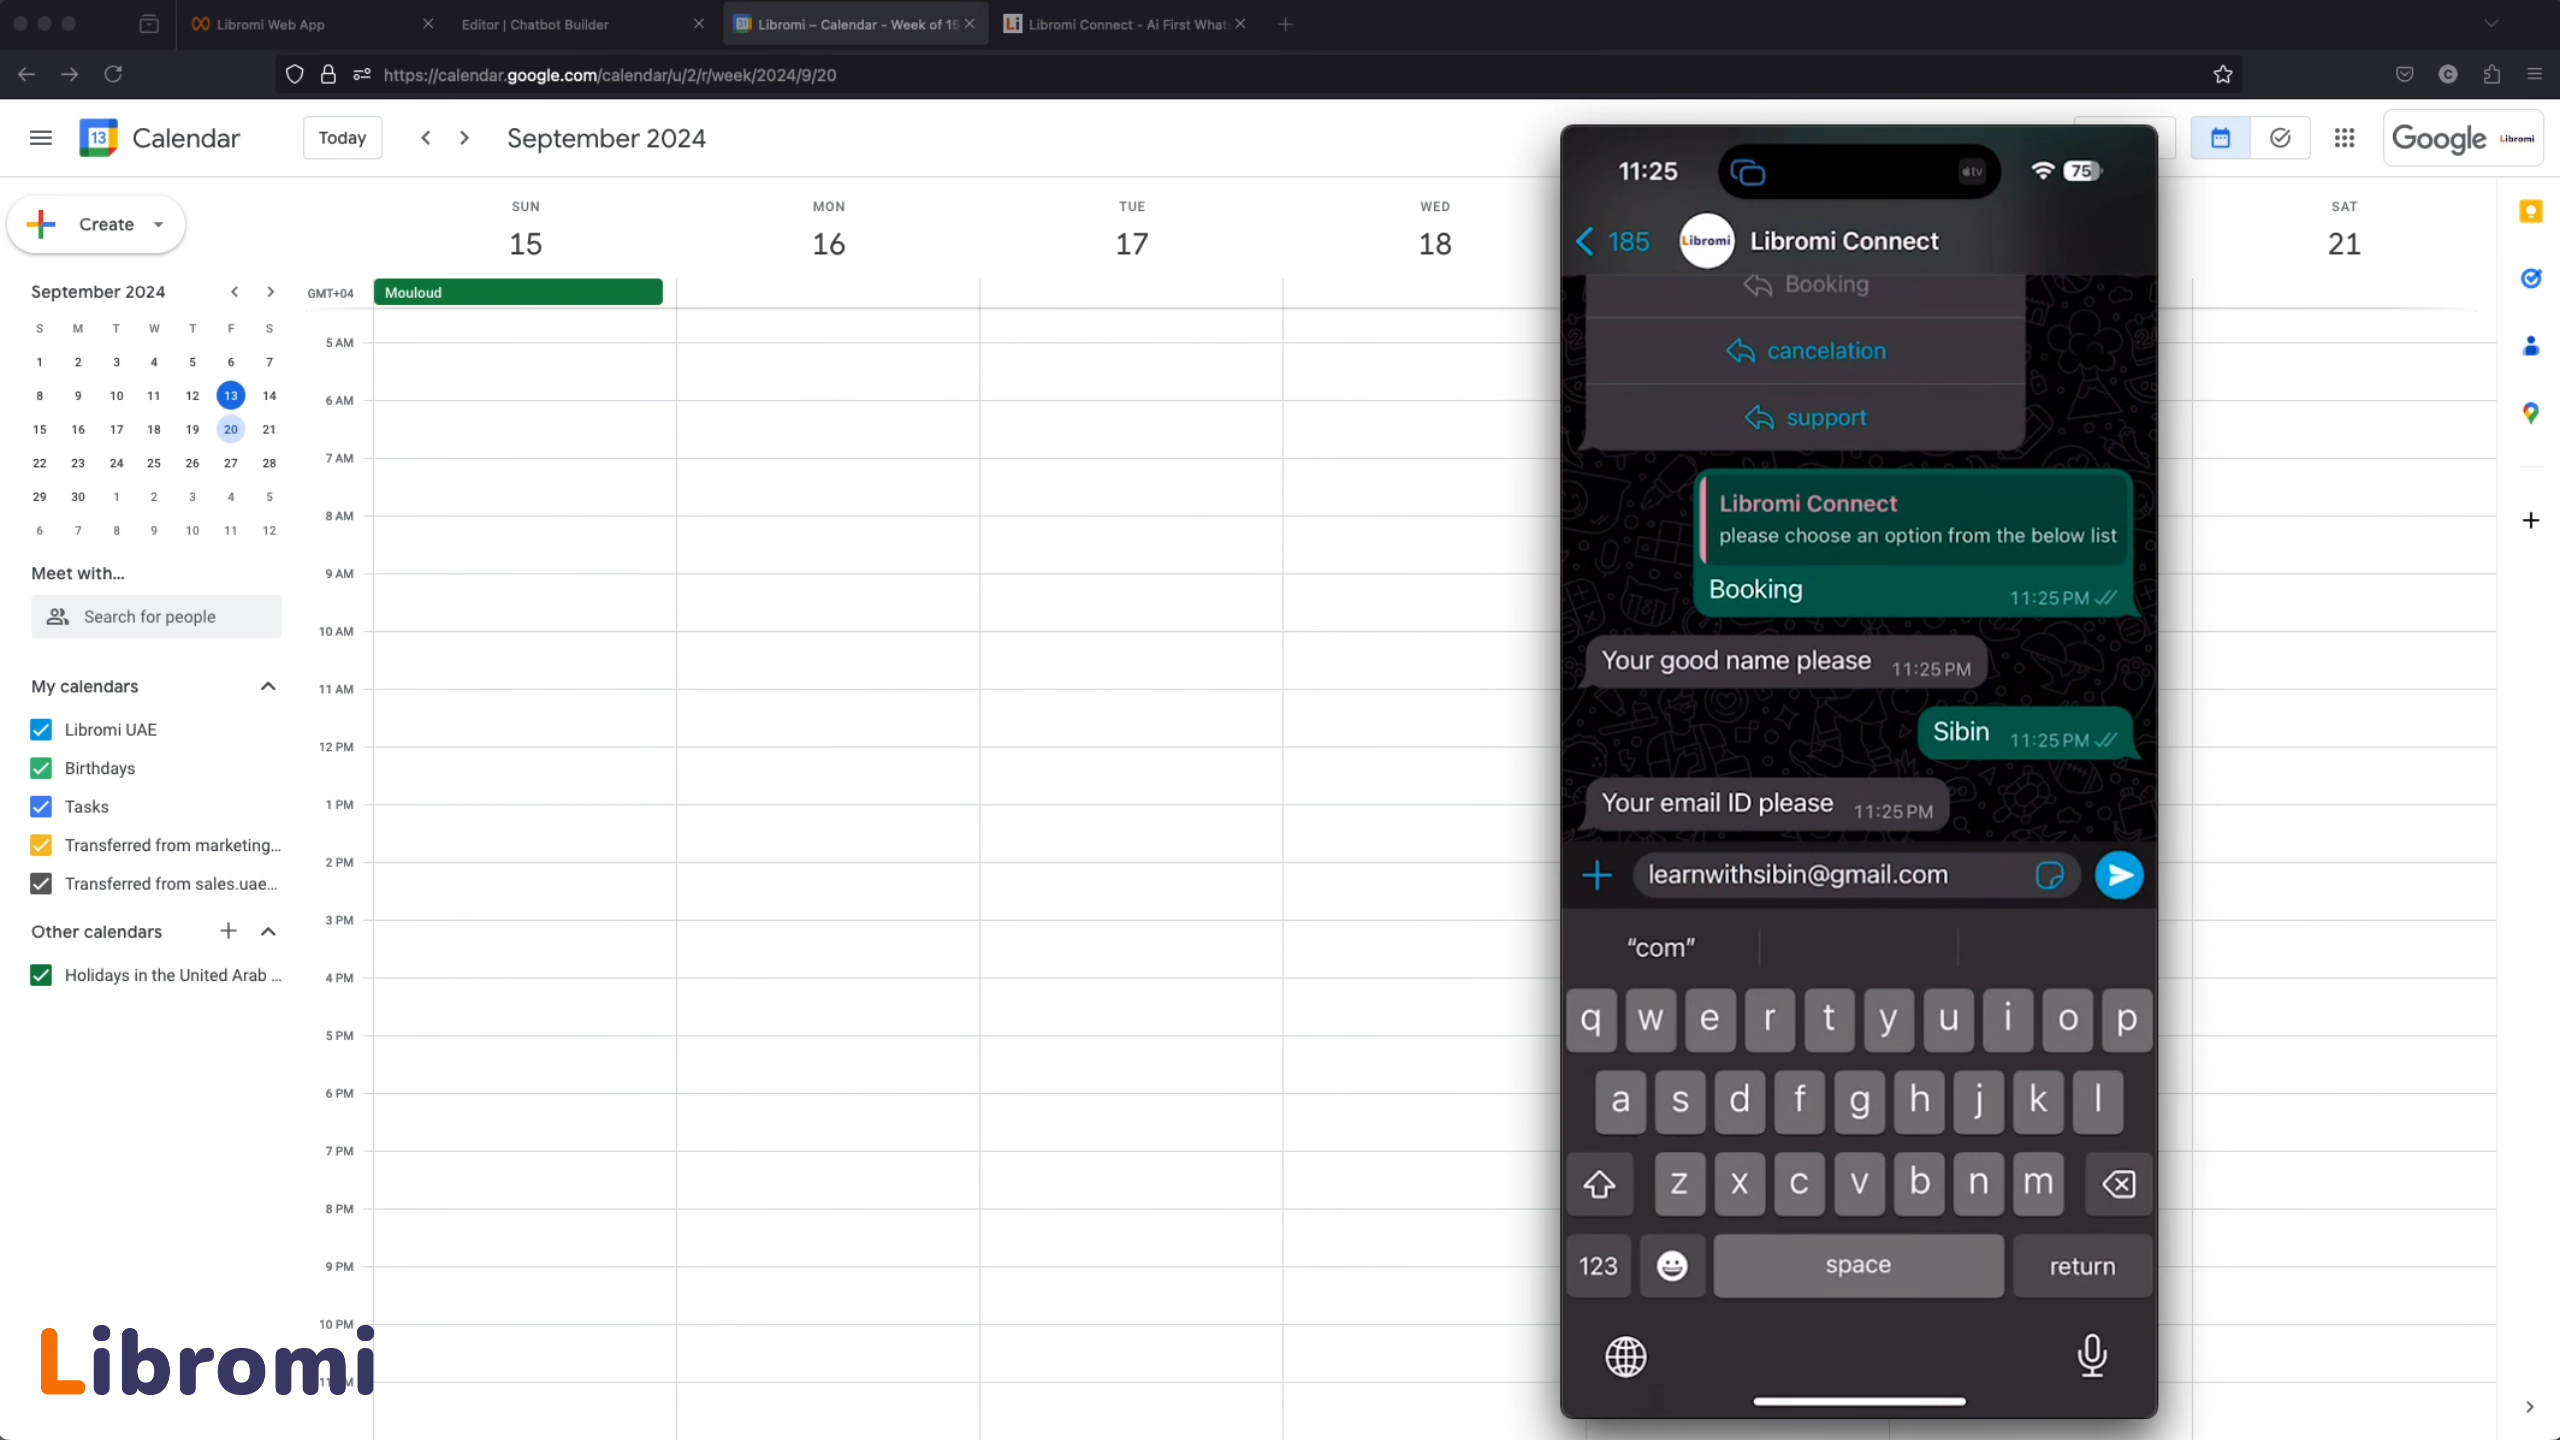 Libromi Web App
Editor | Chatbot Builder
Libromi – Calendar - Week of 15
Libromi Connect - Ai First What
https://calendar.google.com/calendar/u/2/r/week/2024/9/20
13
Calendar
Today
September 2024
Google
Libromi
Create
SUN
15
MON
16
TUE
17
WED
18
SAT
21
GMT+04
Mouloud
September 2024
S M T W T F S
1 2 3 4 5 6 7
8 9 10 11 12 13 14
15 16 17 18 19 20 21
22 23 24 25 26 27 28
29 30 1 2 3 4 5
6 7 8 9 10 11 12
Meet with...
Search for people
My calendars
Libromi UAE
Birthdays
Tasks
Transferred from marketing...
Transferred from sales.uae...
Other calendars
Holidays in the United Arab ...
5 AM
6 AM
7 AM
8 AM
9 AM
10 AM
11 AM
12 PM
1 PM
2 PM
3 PM
4 PM
5 PM
6 PM
7 PM
8 PM
9 PM
10 PM
Libromi
11:25
tv
75
185
Libromi
Libromi Connect
Booking
cancelation
support
Libromi Connect
please choose an option from the below list
Booking
11:25 PM
Your good name please
11:25 PM
Sibin
11:25 PM
Your email ID please
11:25 PM
learnwithsibin@gmail.com
“com”
q w e r t y u i o p
a s d f g h j k l
z x c v b n m
123
space
return